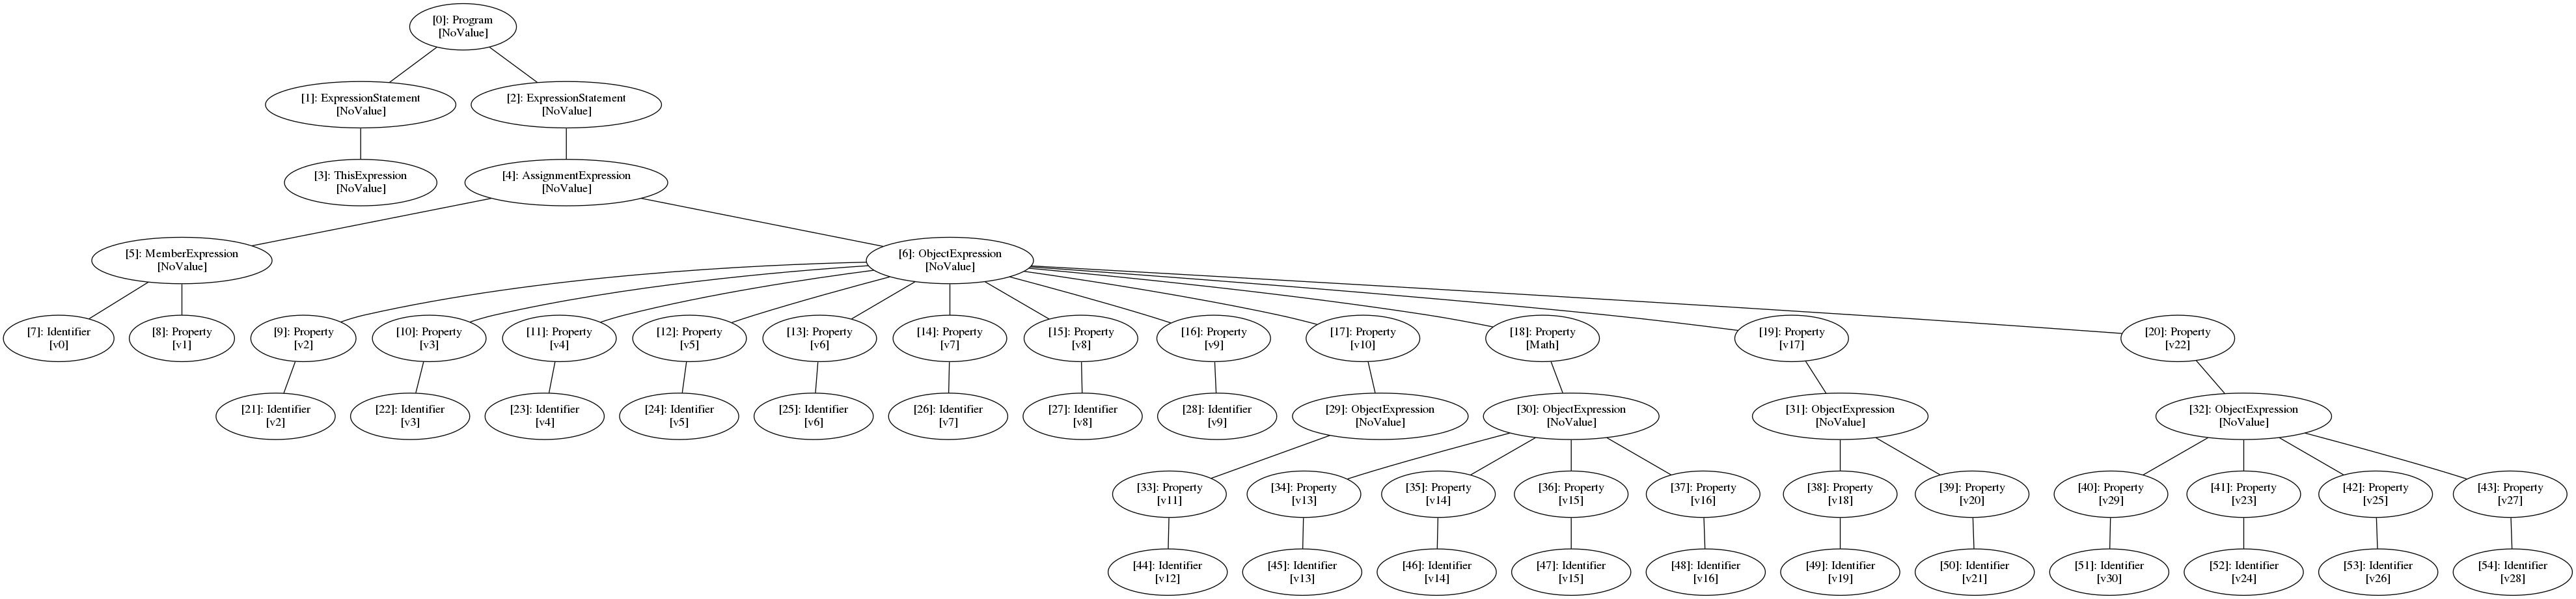 [0]: Program
[NoValue]
[1]: ExpressionStatement
[NoValue]
[2]: ExpressionStatement
[NoValue]
[3]: ThisExpression
[NoValue]
[4]: AssignmentExpression
[NoValue]
[5]: MemberExpression
[NoValue]
[6]: ObjectExpression
[NoValue]
[7]: Identifier
[v0]
[8]: Property
[v1]
[9]: Property
[v2]
[10]: Property
[v3]
[11]: Property
[v4]
[12]: Property
[v5]
[13]: Property
[v6]
[14]: Property
[v7]
[15]: Property
[v8]
[16]: Property
[v9]
[17]: Property
[v10]
[18]: Property
[Math]
[19]: Property
[v17]
[20]: Property
[v22]
[21]: Identifier
[v2]
[22]: Identifier
[v3]
[23]: Identifier
[v4]
[24]: Identifier
[v5]
[25]: Identifier
[v6]
[26]: Identifier
[v7]
[27]: Identifier
[v8]
[28]: Identifier
[v9]
[29]: ObjectExpression
[NoValue]
[30]: ObjectExpression
[NoValue]
[31]: ObjectExpression
[NoValue]
[32]: ObjectExpression
[NoValue]
[33]: Property
[v11]
[34]: Property
[v13]
[35]: Property
[v14]
[36]: Property
[v15]
[37]: Property
[v16]
[38]: Property
[v18]
[39]: Property
[v20]
[40]: Property
[v29]
[41]: Property
[v23]
[42]: Property
[v25]
[43]: Property
[v27]
[44]: Identifier
[v12]
[45]: Identifier
[v13]
[46]: Identifier
[v14]
[47]: Identifier
[v15]
[48]: Identifier
[v16]
[49]: Identifier
[v19]
[50]: Identifier
[v21]
[51]: Identifier
[v30]
[52]: Identifier
[v24]
[53]: Identifier
[v26]
[54]: Identifier
[v28]